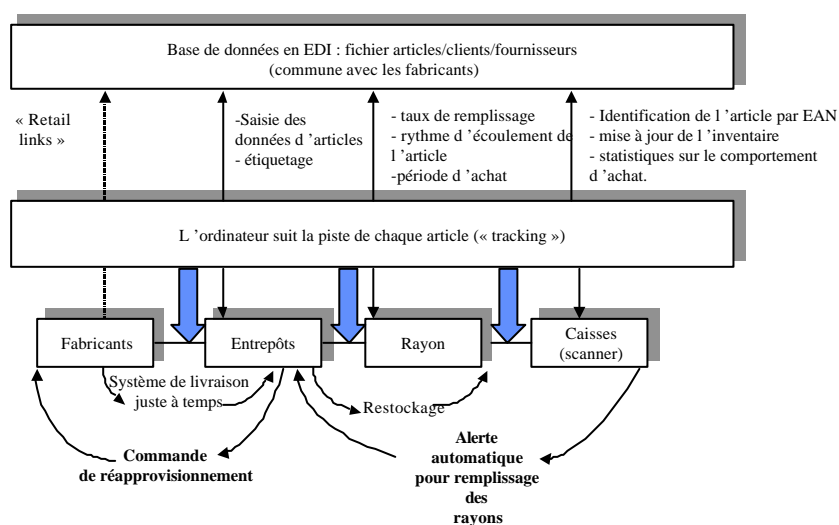 Base de données en EDI : fichier articles/clients/fournisseurs
(commune avec les fabricants)
« Retail
links »
-Saisie des
données d ’articles
- étiquetage
- taux de remplissage
- rythme d ’écoulement de
l ’article
-période d ’achat
- Identification de l ’article par EAN
- mise à jour de l ’inventaire
- statistiques sur le comportement
d ’achat.
L ’ordinateur suit la piste de chaque article (« tracking »)
Fabricants
Entrepôts
Rayon
Caisses
(scanner)
Système de livraison
juste à temps
Restockage
Commande
de réapprovisionnement
Alerte
automatique
pour remplissage
des
rayons